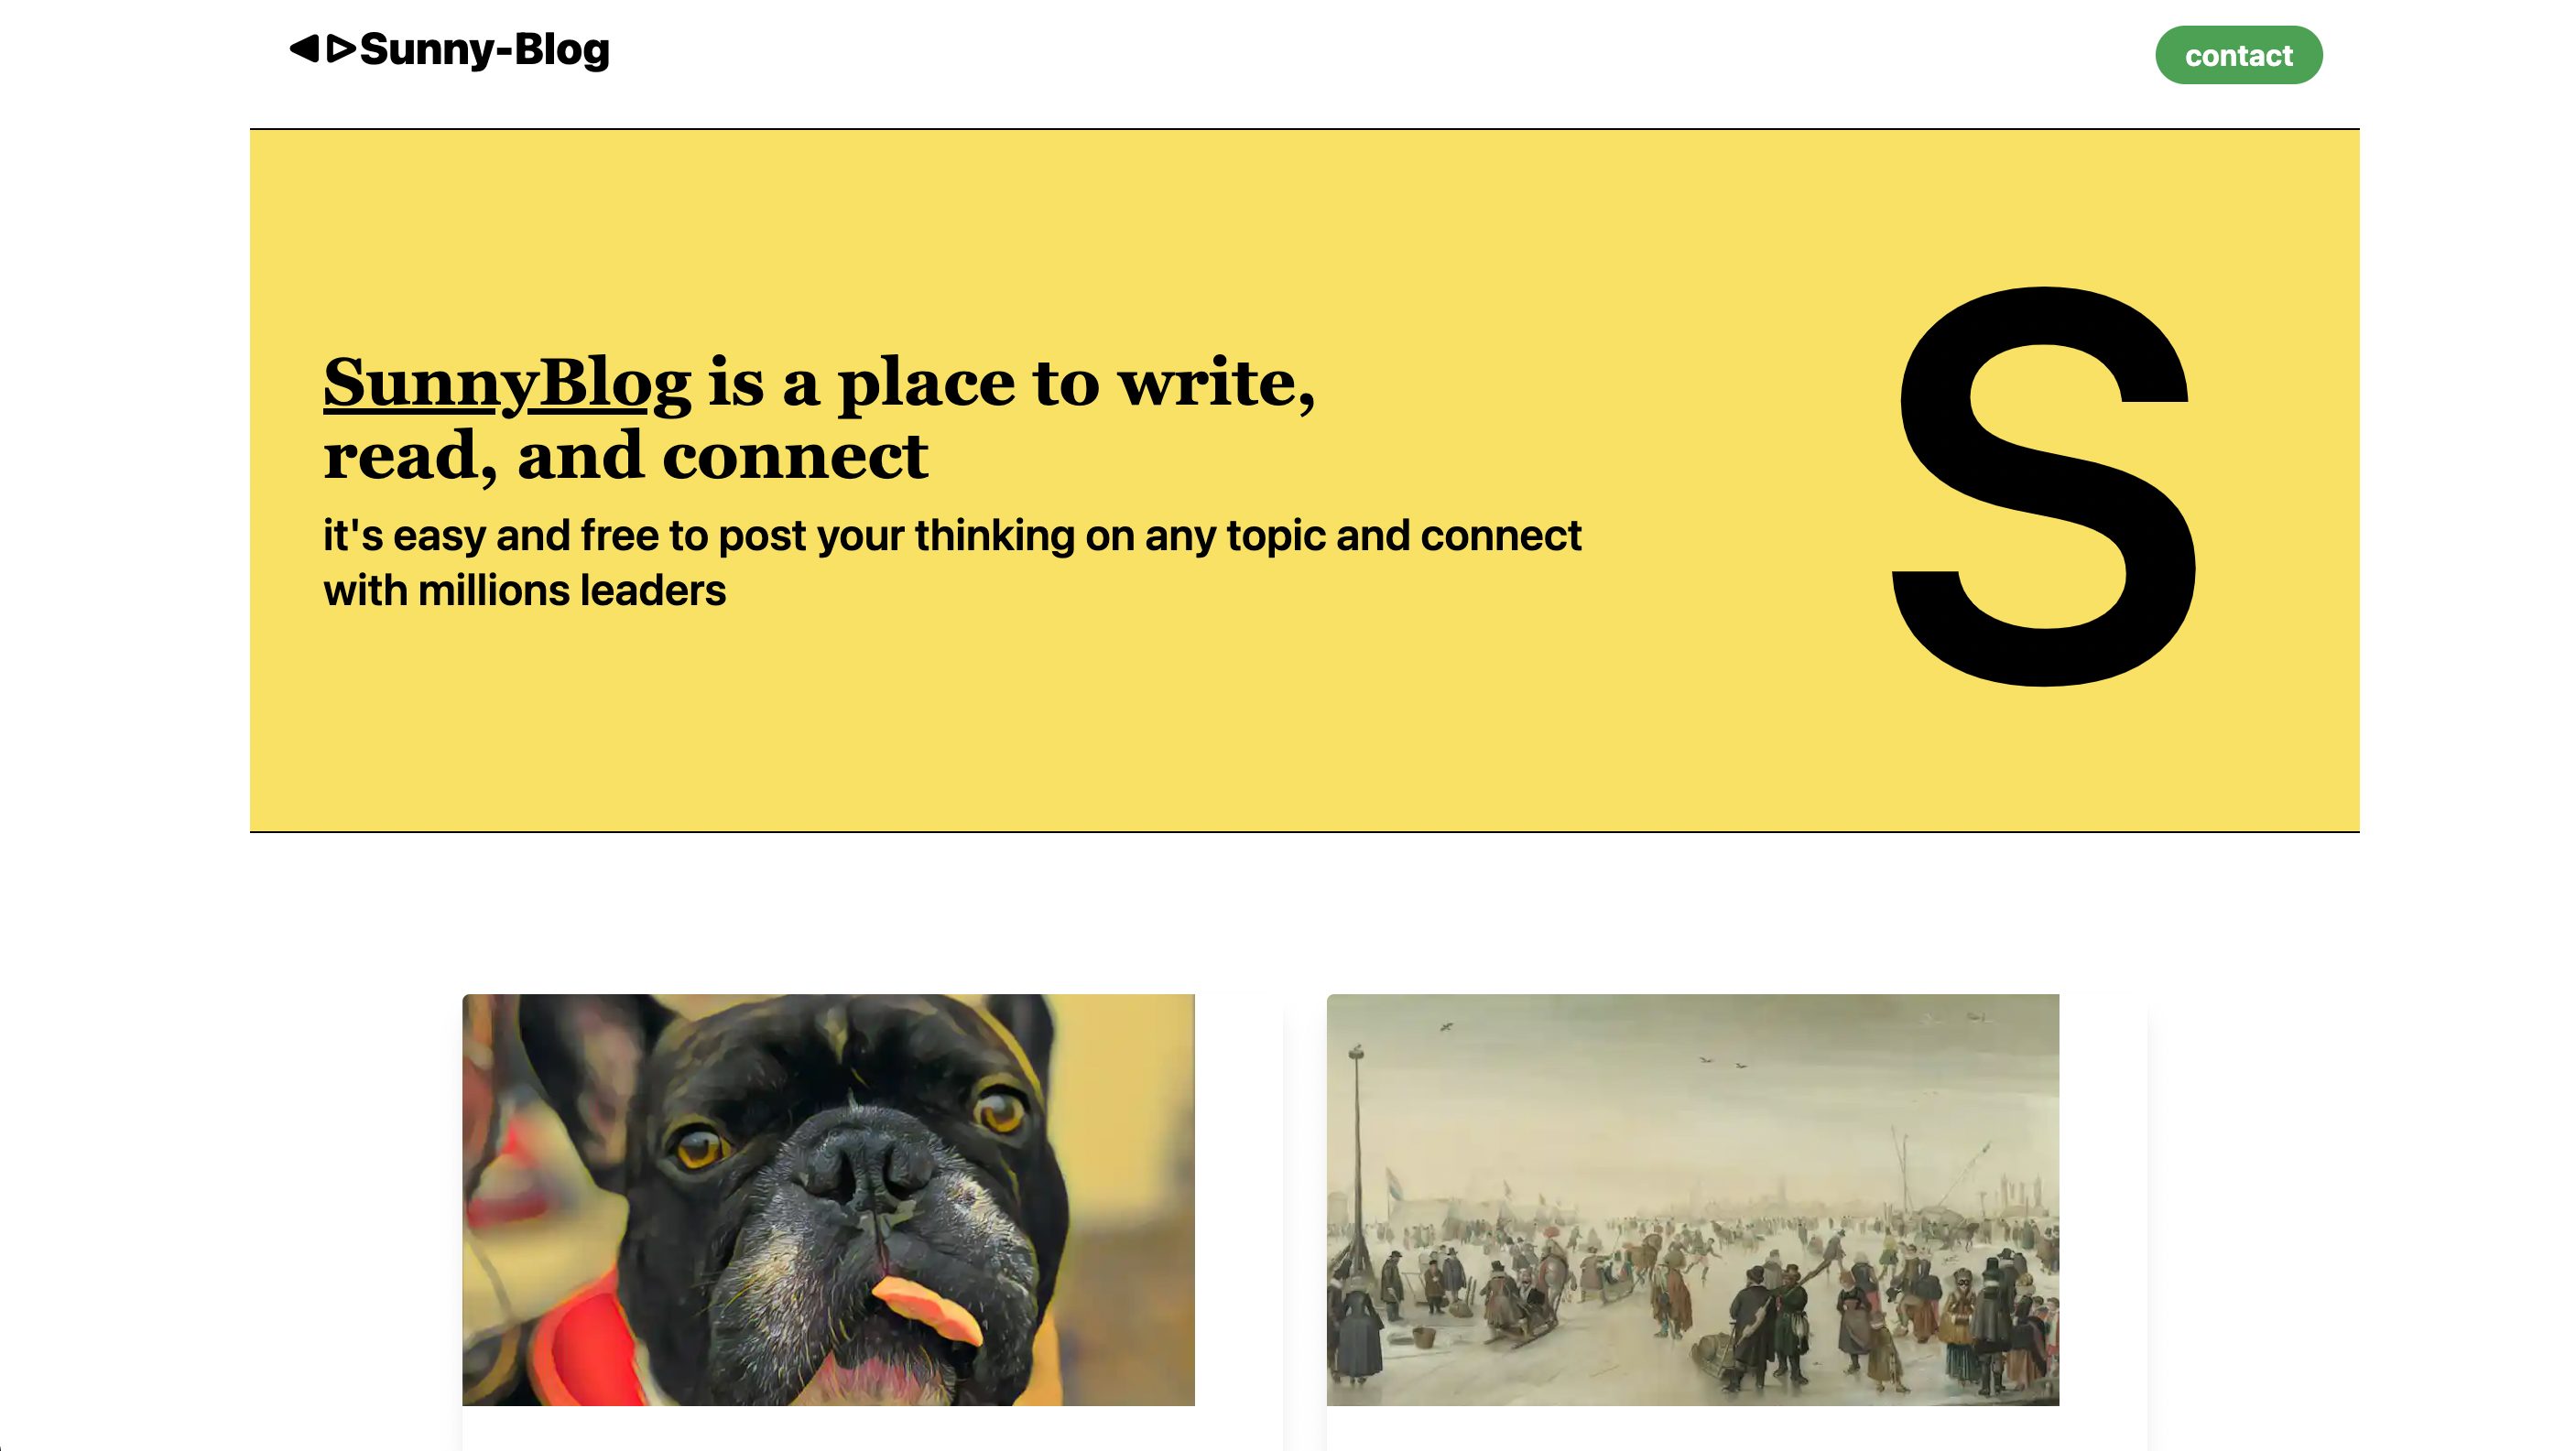 Sunny-Blog
contact
SunnyBlog is a place to write,
read, and connect
it's easy and free to post your thinking on any topic and connect
with millions leaders
S